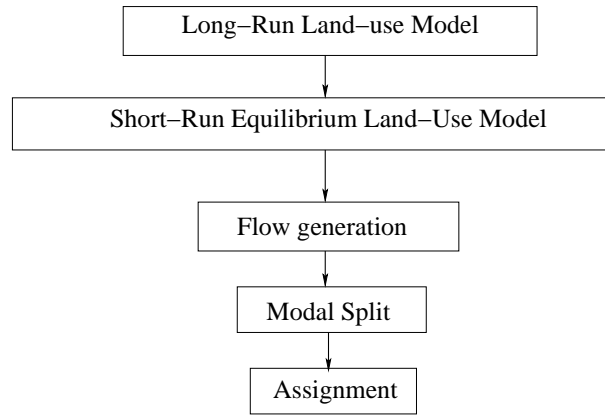 Long−Run Land−use Model
Short−Run Equilibrium Land−Use Model
Flow generation
Modal Split
Assignment